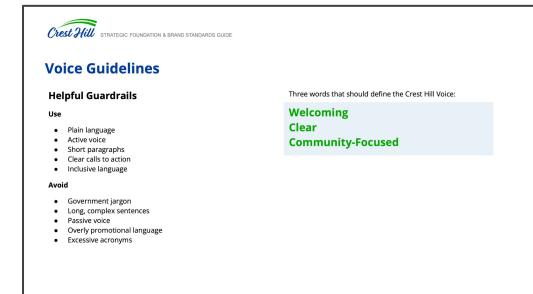 Crest Hill
STRATEGIC FOUNDATION & BRAND STANDARDS GUIDE
Voice Guidelines
Helpful Guardrails
Use
● Plain language
● Active voice
● Short paragraphs
● Clear calls to action
● Inclusive language
Avoid
● Government jargon
● Long, complex sentences
● Passive voice
● Overly promotional language
● Excessive acronyms
Three words that should define the Crest Hill Voice:
Welcoming
Clear
Community-Focused